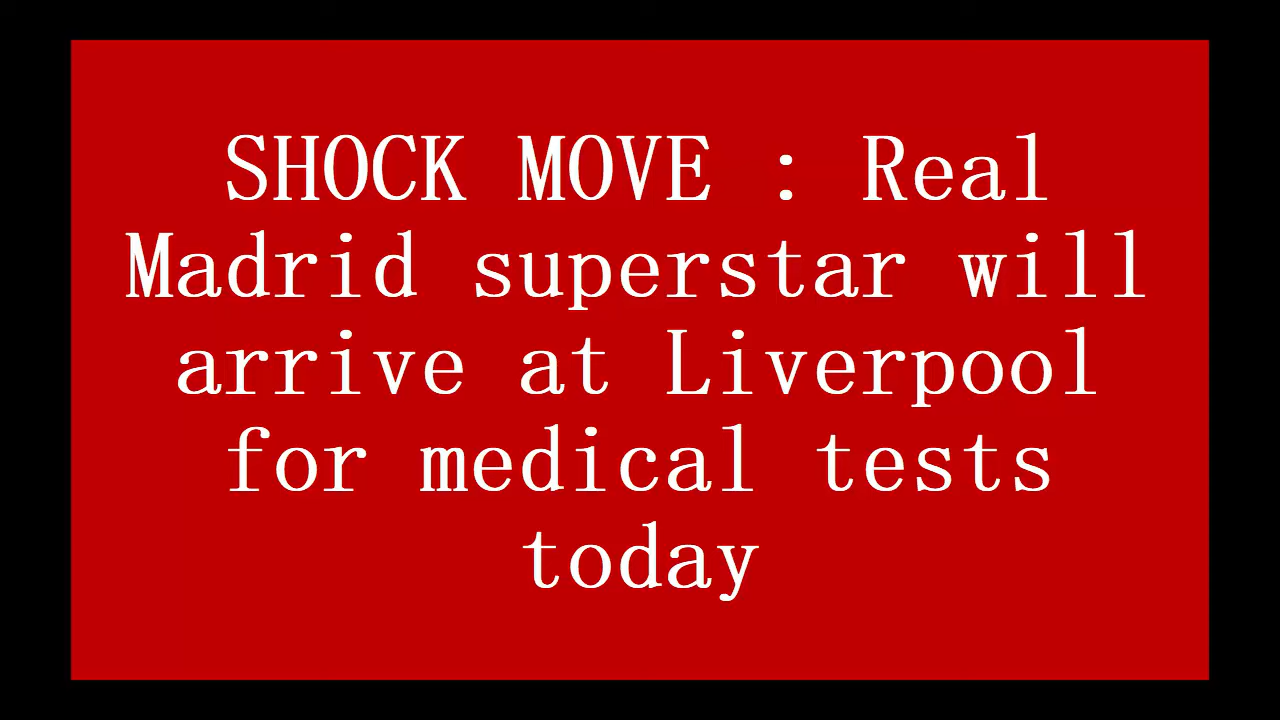 SHOCK MOVE : Real
Madrid superstar will
arrive at Liverpool
for medical tests
today